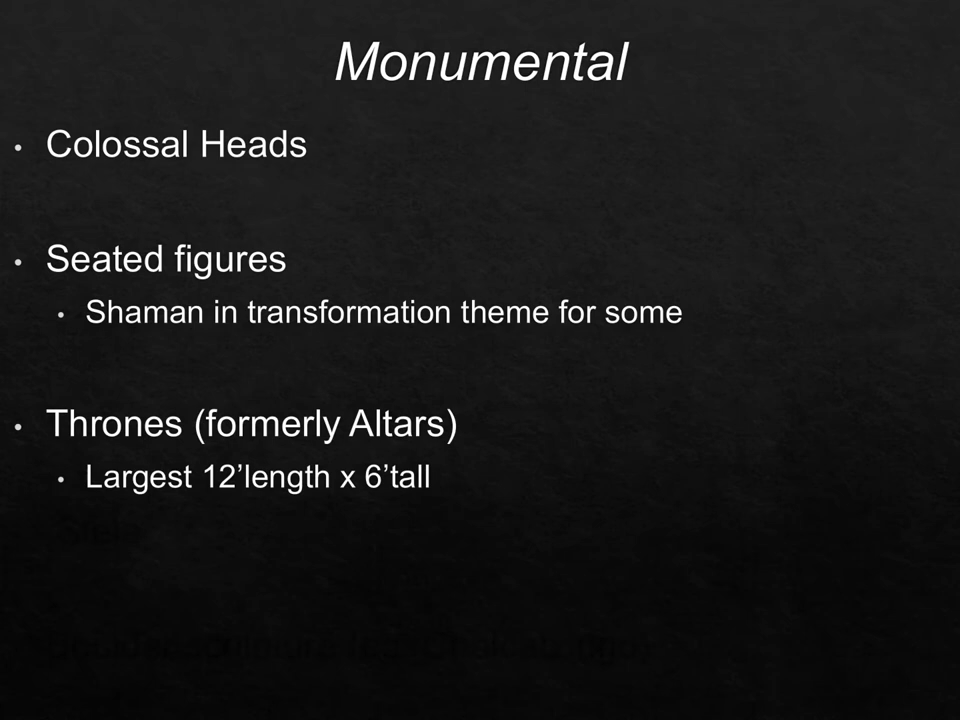 Monumental
• Colossal Heads
• Seated figures
• Shaman in transformation theme for some
• Thrones (formerly Altars)
• Largest 12’length x 6’tall